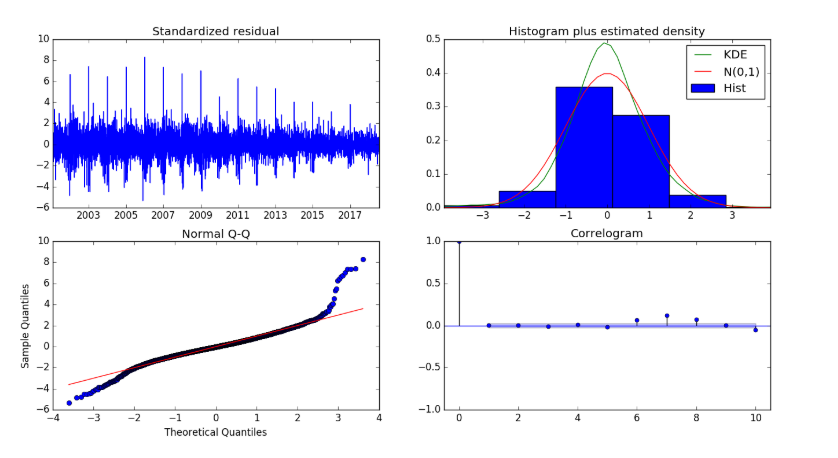 Standardized residual
10
8
6
4
2
0
−2
−4
−6
2003 2005 2007 2009 2011 2013 2015 2017
Histogram plus estimated density
0.5
0.4
0.3
0.2
0.1
0.0
−3 −2 −1 0 1 2 3
KDE
N(0,1)
Hist
Normal Q-Q
10
8
6
4
2
0
−2
−4
−6
Sample Quantiles
−4 −3 −2 −1 0 1 2 3 4
Theoretical Quantiles
Correlogram
1.0
0.5
0.0
−0.5
−1.0
0 2 4 6 8 10